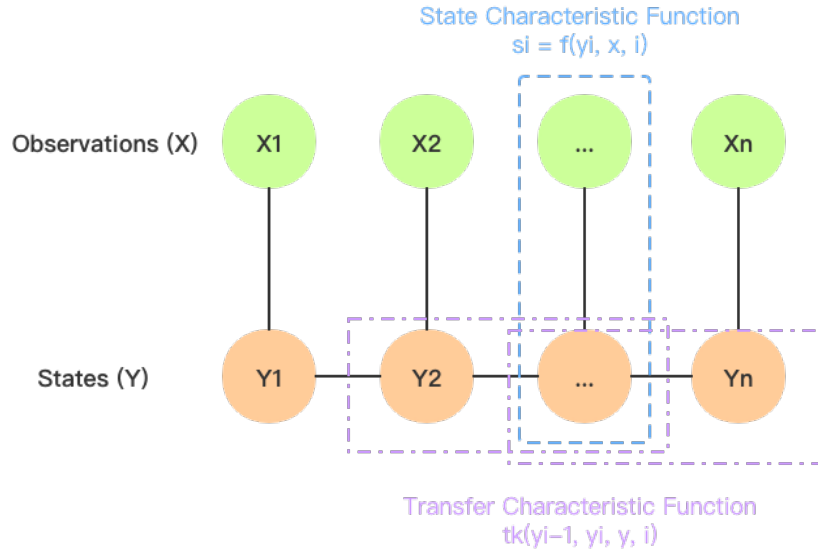 State Characteristic Function
si = f(yi, x, i)
Observations (X)
X1
X2
...
Xn
States (Y)
Y1
Y2
...
Yn
Transfer Characteristic Function
tk(yi-1, yi, y, i)